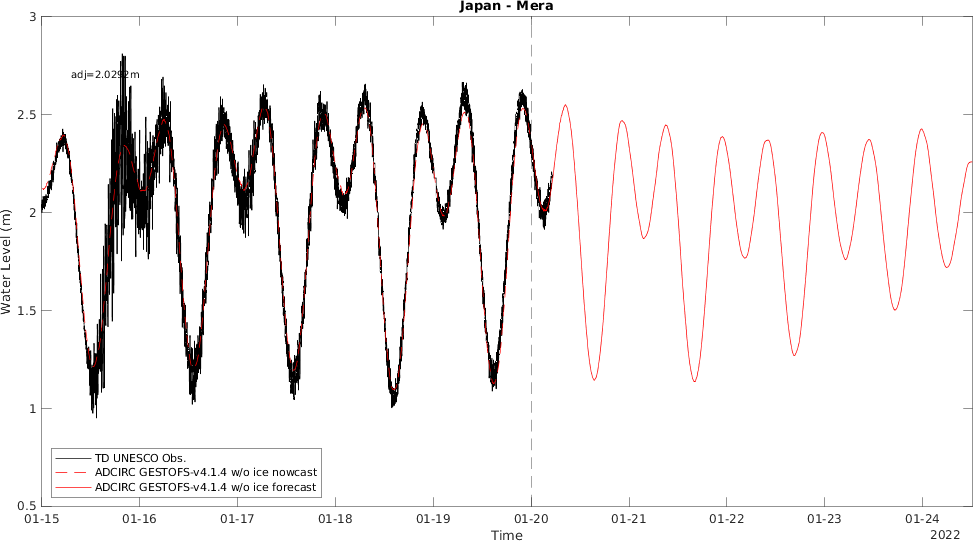 Japan - Mera
3
adj=2.0292m
2.5
2
Water Level (m)
1.5
1
TD UNESCO Obs.
ADCIRC GESTOFS-v4.1.4 w/o ice nowcast
ADCIRC GESTOFS-v4.1.4 w/o ice forecast
0.5
01-15 01-16 01-17 01-18 01-19 01-20 01-21 01-22 01-23 01-24
Time
2022